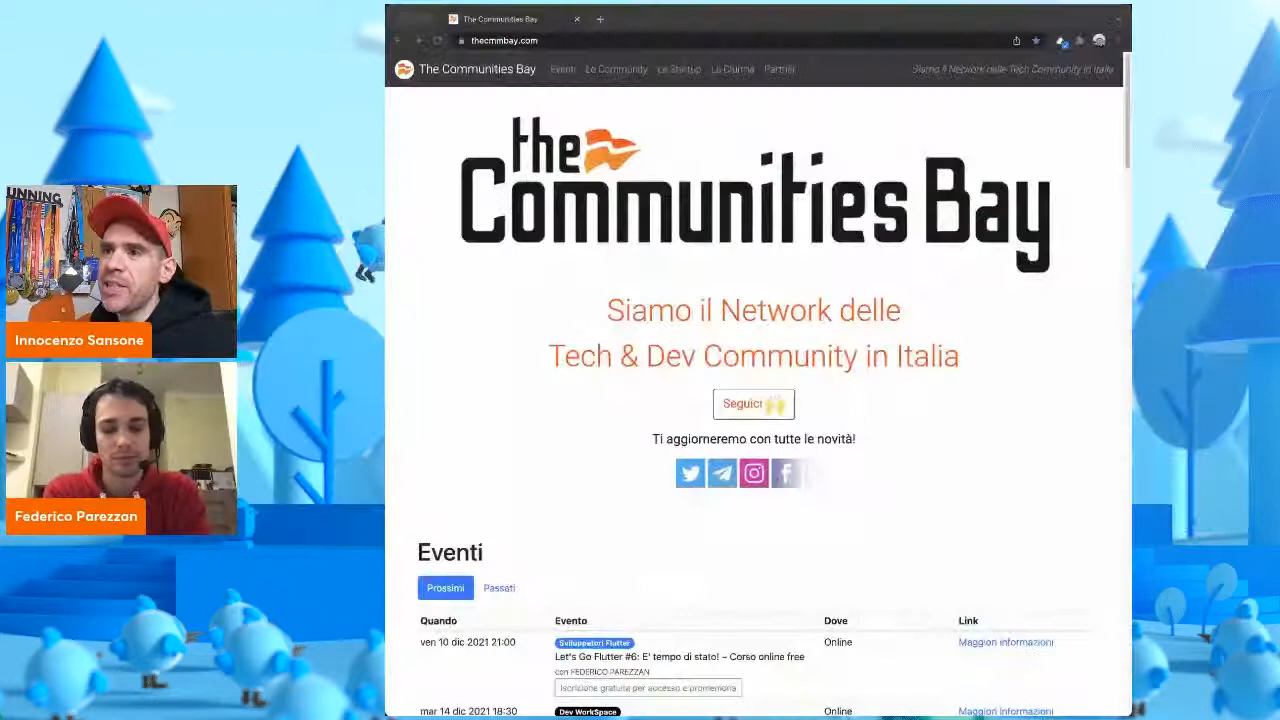 The Communities Bay
thecmmbay.com
The Communities Bay
Eventi
Le Community
Le Startup
La Ciurma
Partner
Siamo il Network delle Tech Community in Italia
the
Communities Bay
Siamo il Network delle
Tech & Dev Community in Italia
Seguici
Ti aggiorneremo con tutte le novità!
UNNING
Innocenzo Sansone
Federico Parezzan
Eventi
Prossimi
Passati
Quando Evento Dove Link
ven 10 dic 2021 21:00 Sviluppatori Flutter Online Maggiori informazioni
Let's Go Flutter #6: E' tempo di stato! – Corso online free
con FEDERICO PAREZZAN
Iscrizione gratuita per accesso e promemoria
mar 14 dic 2021 18:30 Dev WorkSpace Online Maggiori informazioni